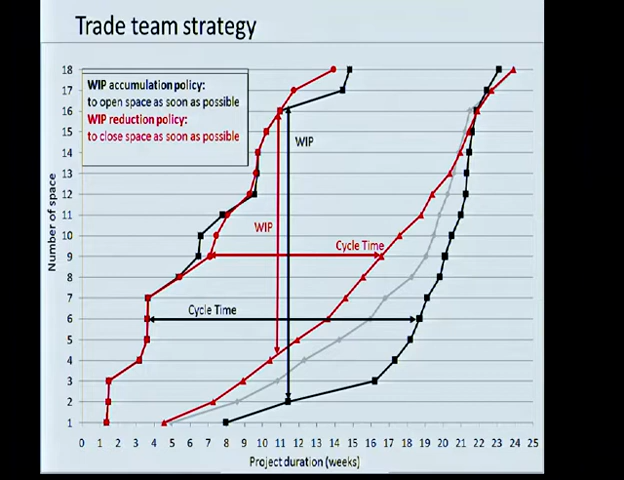 Trade team strategy
WIP accumulation policy:
to open space as soon as possible
WIP reduction policy:
to close space as soon as possible
Number of space
18
17
16
15
14
13
12
11
10
9
8
7
6
5
4
3
2
1
WIP
WIP
Cycle Time
Cycle Time
0 1 2 3 4 5 6 7 8 9 10 11 12 13 14 15 16 17 18 19 20 21 22 23 24 25
Project duration (weeks)